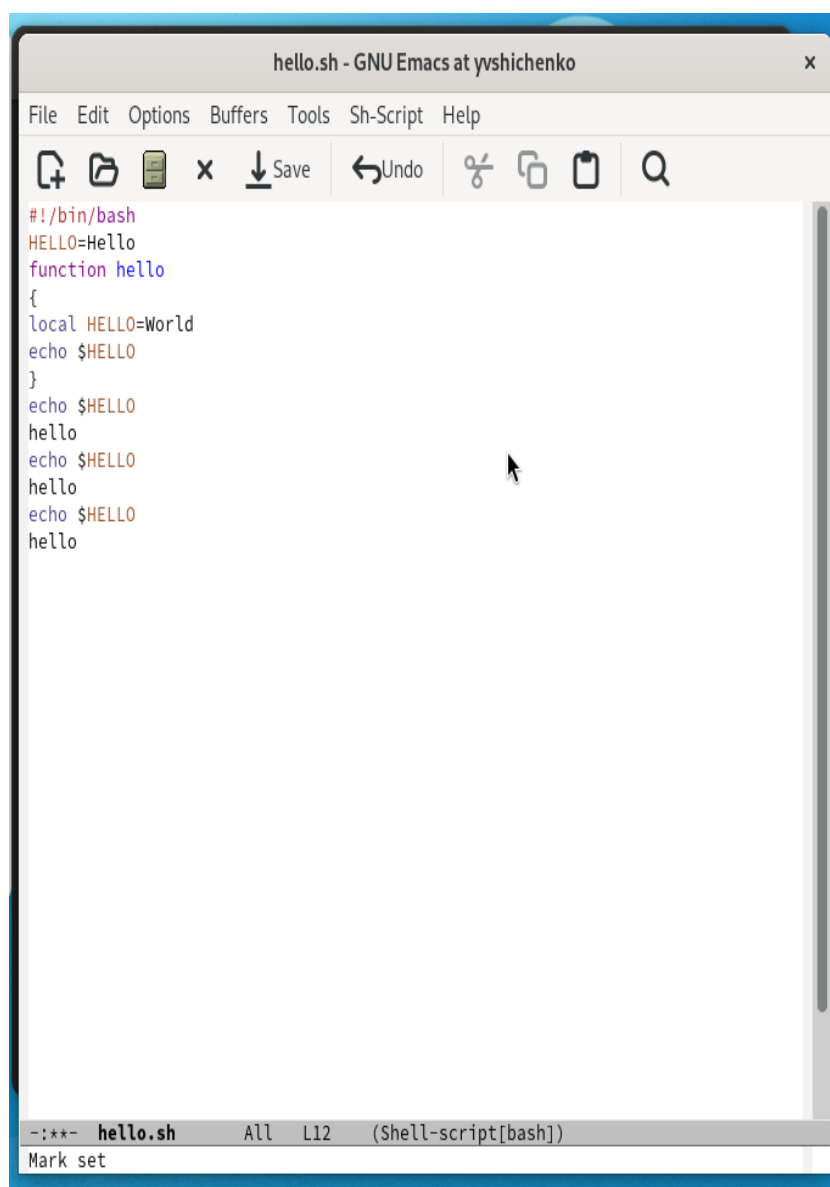 hello.sh - GNU Emacs at yvshichenko
File Edit Options Buffers Tools Sh-Script Help
Save Undo
#!/bin/bash
HELLO=Hello
function hello
{
local HELLO=World
echo $HELLO
}
echo $HELLO
hello
echo $HELLO
hello
echo $HELLO
hello
-:**- hello.sh All L12 (Shell-script[bash])
Mark set